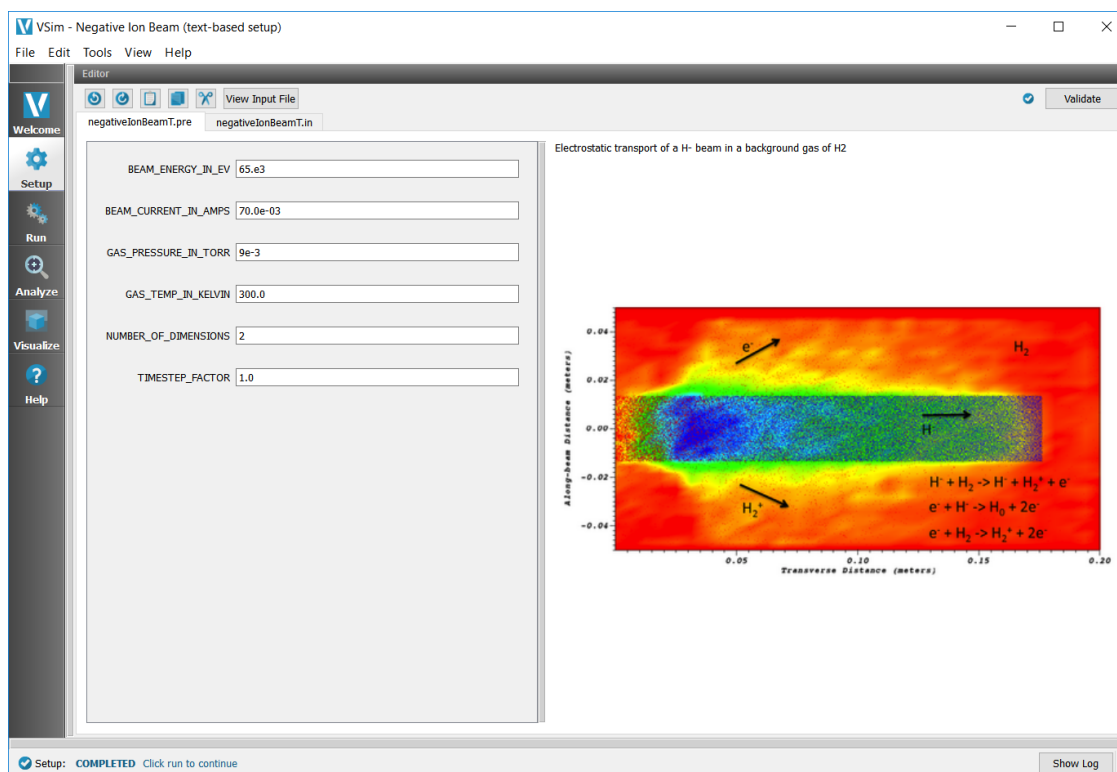 VSim - Negative Ion Beam (text-based setup)
File Edit Tools View Help
Editor
View Input File
Validate
negativeIonBeamT.pre
negativeIonBeamT.in
Welcome
Setup
Run
Analyze
Visualize
Help
BEAM_ENERGY_IN_EV 65.e3
BEAM_CURRENT_IN_AMPS 70.0e-03
GAS_PRESSURE_IN_TORR 9e-3
GAS_TEMP_IN_KELVIN 300.0
NUMBER_OF_DIMENSIONS 2
TIMESTEP_FACTOR 1.0
Electrostatic transport of a H- beam in a background gas of H2
Along-beam Distance (meters)
0.04
0.02
0.00
-0.02
-0.04
e⁻
H₂
H⁻
H₂⁺
H⁻ + H₂ -> H⁻ + H₂⁺ + e⁻
e⁻ + H⁻ -> H₀ + 2e⁻
e⁻ + H₂ -> H₂⁺ + 2e⁻
0.05 0.10 0.15 0.20
Transverse Distance (meters)
Setup: COMPLETED Click run to continue
Show Log